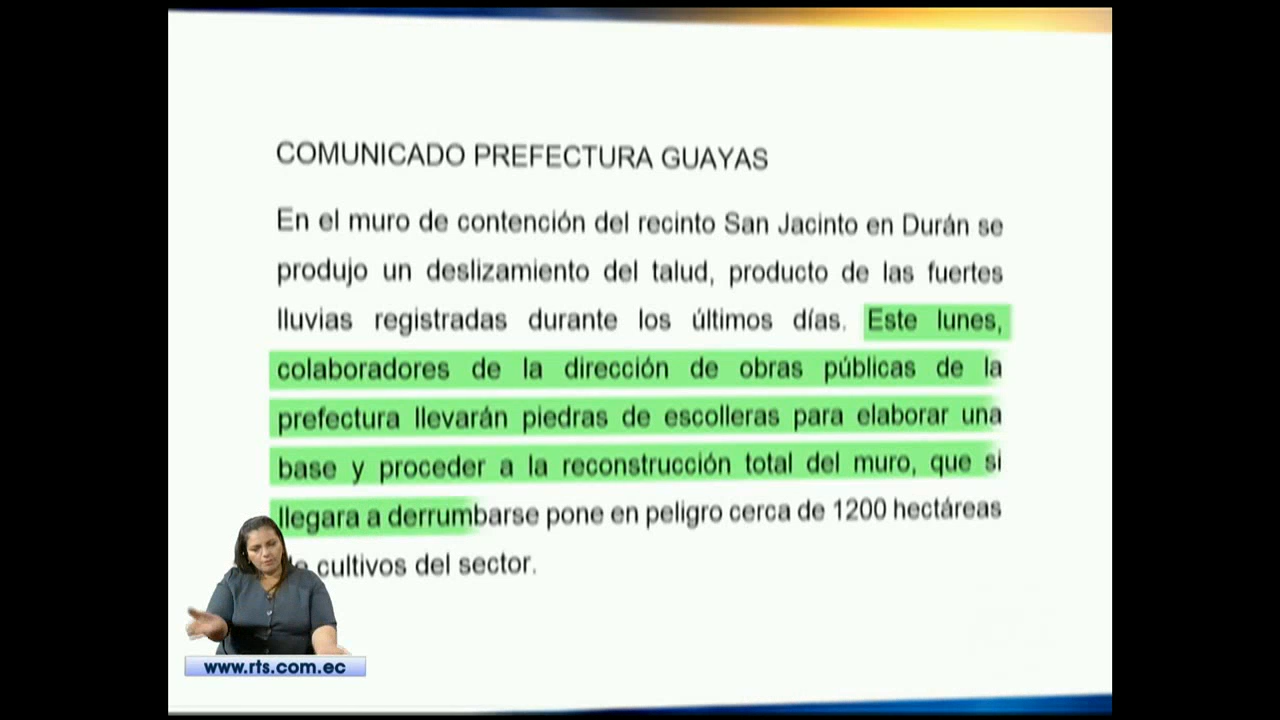 COMUNICADO PREFECTURA GUAYAS
En el muro de contención del recinto San Jacinto en Durán se
produjo un deslizamiento del talud, producto de las fuertes
lluvias registradas durante los últimos días. Este lunes,
colaboradores de la dirección de obras públicas de la
prefectura llevarán piedras de escolleras para elaborar una
base y proceder a la reconstrucción total del muro, que si
llegara a derrumbarse pone en peligro cerca de 1200 hectáreas
de cultivos del sector.
www.rts.com.ec